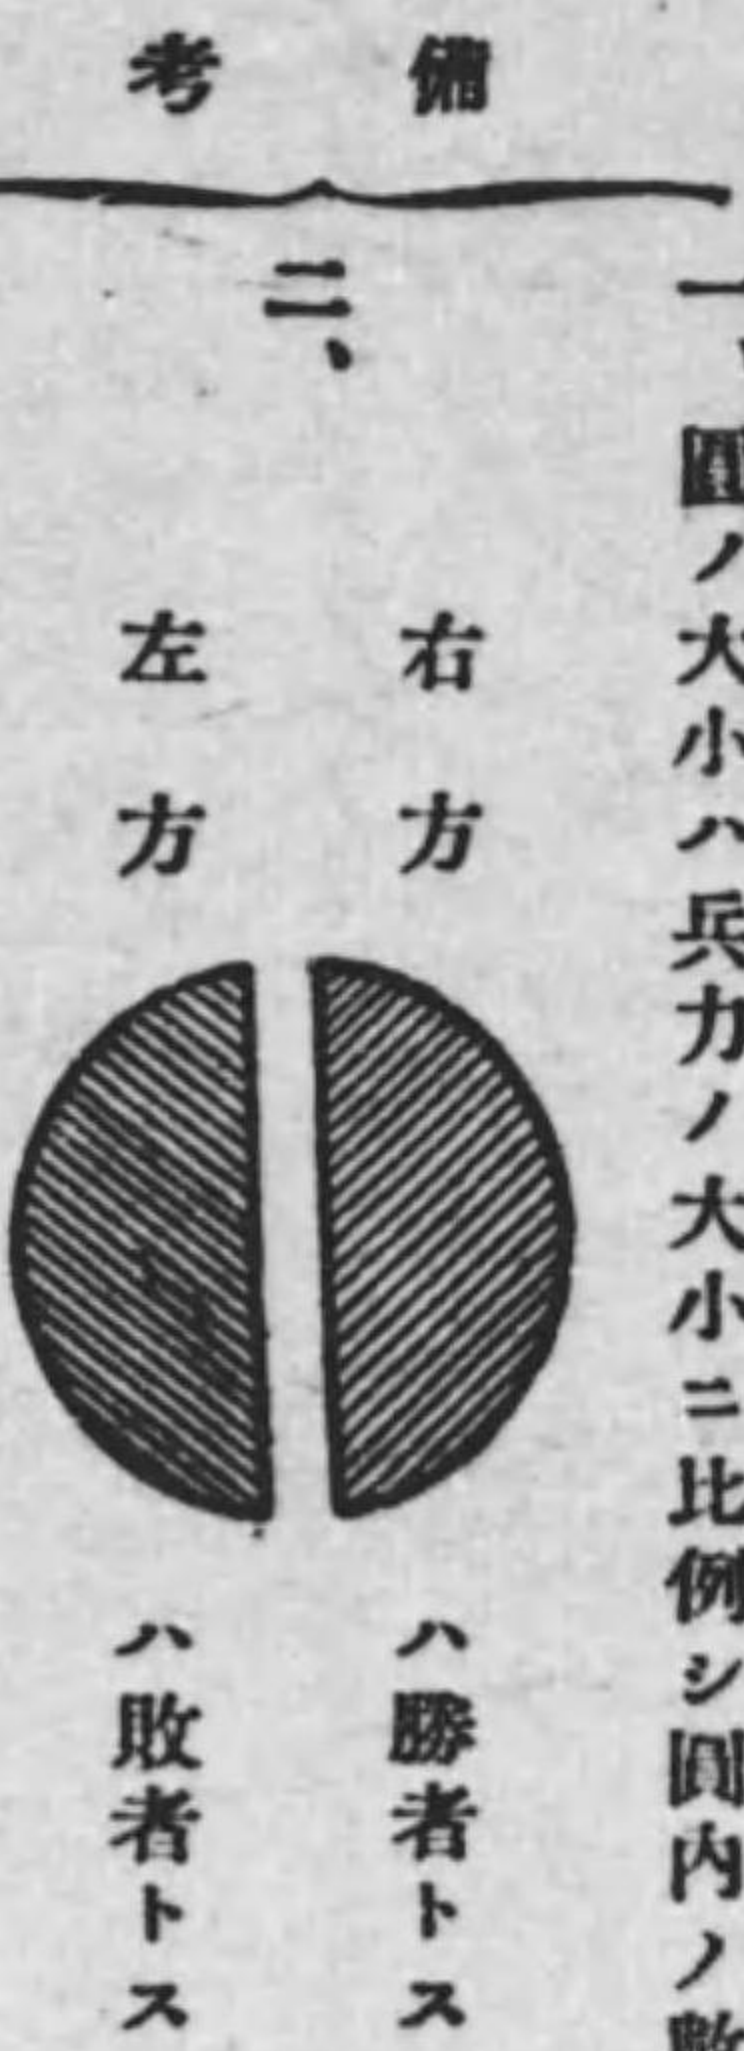 備考
一、圓ノ大小ハ兵力ノ大小ニ比例シ圓内ノ數
二、
右方ハ勝者トス
左方ハ敗者トス